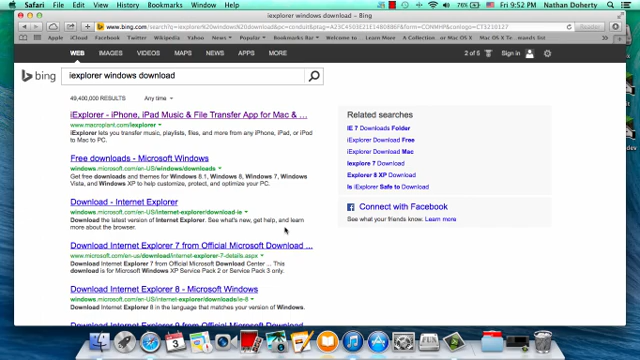 Safari File Edit View History Bookmarks Window Help
Fri 9:52 PM Nathan Doherty
iexplorer windows download – Bing
Reader
iCloud Facebook Twitter Wikipedia Yahoo News Popular Bookmarks
WEB IMAGES VIDEOS MAPS NEWS APPS MORE
2 of 5 Sign in
bing iexplorer windows download
49,400,000 RESULTS Any time
iExplorer - iPhone, iPad Music & File Transfer App for Mac & ...
www.macroplant.com/iexplorer
iExplorer lets you transfer music, playlists, files, and more from any iPhone, iPad, or iPod
to Mac to PC.
Free downloads - Microsoft Windows
windows.microsoft.com/en-us/windows/downloads
Get free downloads and themes for Windows 8.1, Windows 8, Windows 7, Windows
Vista, and Windows XP to help customize, protect, and optimize your PC.
Download - Internet Explorer
windows.microsoft.com/en-US/internet-explorer/download-ie
Download the latest version of Internet Explorer. See what's new, get help, and learn
more about the browser.
Download Internet Explorer 7 from Official Microsoft Download ...
www.microsoft.com/en-us/download/internet-explorer-7-details.aspx
Download Internet Explorer 7 from Official Microsoft Download Center ... This
download is for Microsoft Windows XP Service Pack 2 or Service Pack 3 only.
Download Internet Explorer 8 - Microsoft Windows
windows.microsoft.com/en-US/internet-explorer/downloads/ie-8
Download Internet Explorer 8 in the language that matches your version of Windows.
Download Internet Explorer 9 from Official Microsoft Download ...
Related searches
IE 7 Downloads Folder
iExplorer Download Free
iExplorer Download Mac
Iexplore 7 Download
Explorer 8 XP Download
Is iExplorer Safe to Download
Connect with Facebook
See what your friends know. Learn more